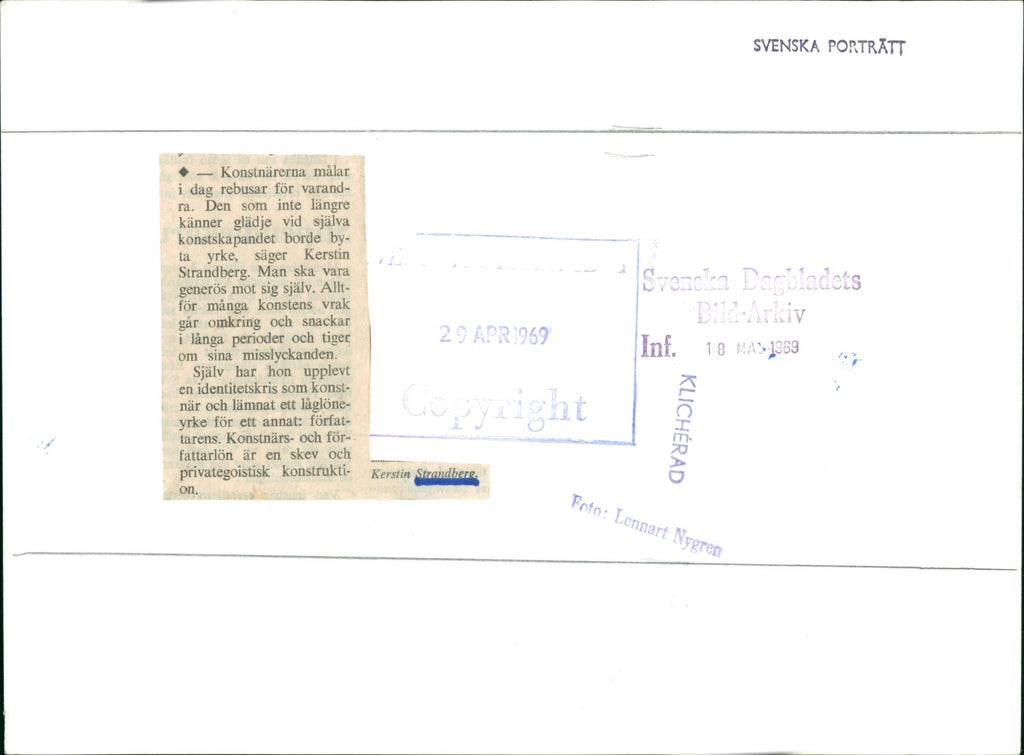 SVENSKA PORTRÄTT
♦ — Konstnärerna målar
i dag rebusar för varand-
ra. Den som inte längre
känner glädje vid själva
konstskapandet borde by-
ta yrke, säger Kerstin
Strandberg. Man ska vara
generös mot sig själv. Allt-
för många konstens vrak
går omkring och snackar
i långa perioder och tiger
om sina misslyckanden.
Själv har hon upplevt
en identitetskris som konst-
när och lämnat ett låglöne-
yrke för ett annat: förfat-
tarens. Konstnärs- och för-
fattarlön är en skev och
privategoistisk konstrukti-
on.
Kerstin Strandberg.
29 APR 1969
Copyright
Svenska Dagbladets
Bild-Arkiv
Inf. 18 MAJ 1969
KLICHERAD
Foto: Lennart Nygren